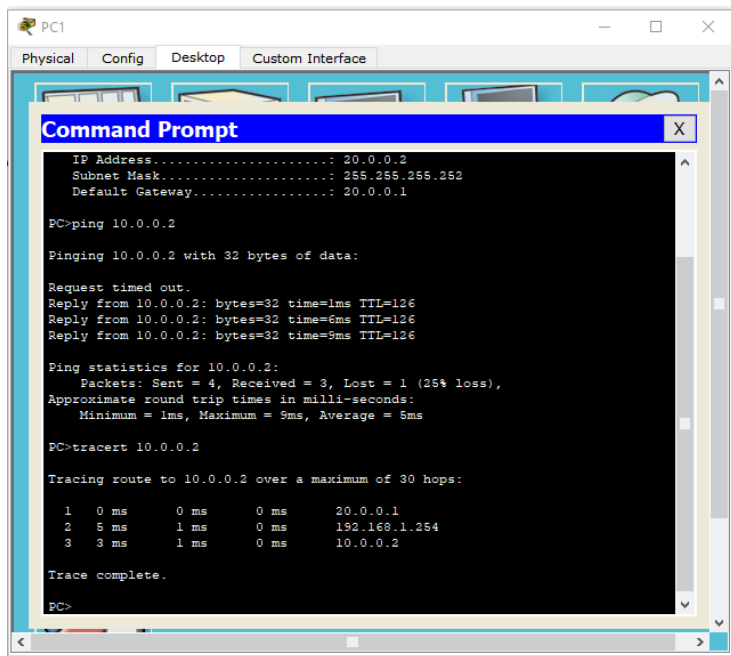 PC1
Physical Config Desktop Custom Interface
Command Prompt X
IP Address......................: 20.0.0.2
Subnet Mask.....................: 255.255.255.252
Default Gateway.................: 20.0.0.1
PC>ping 10.0.0.2
Pinging 10.0.0.2 with 32 bytes of data:
Request timed out.
Reply from 10.0.0.2: bytes=32 time=1ms TTL=126
Reply from 10.0.0.2: bytes=32 time=6ms TTL=126
Reply from 10.0.0.2: bytes=32 time=9ms TTL=126
Ping statistics for 10.0.0.2:
Packets: Sent = 4, Received = 3, Lost = 1 (25% loss),
Approximate round trip times in milli-seconds:
Minimum = 1ms, Maximum = 9ms, Average = 5ms
PC>tracert 10.0.0.2
Tracing route to 10.0.0.2 over a maximum of 30 hops:
1 0 ms 0 ms 0 ms 20.0.0.1
2 5 ms 1 ms 0 ms 192.168.1.254
3 3 ms 1 ms 0 ms 10.0.0.2
Trace complete.
PC>